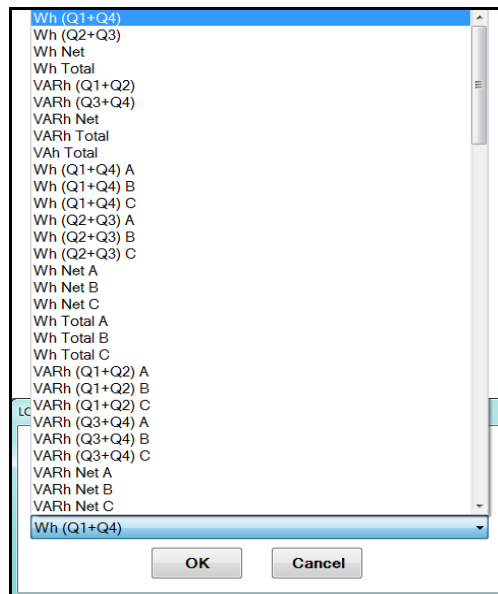 Wh (Q1+Q4)
Wh (Q2+Q3)
Wh Net
Wh Total
VARh (Q1+Q2)
VARh (Q3+Q4)
VARh Net
VARh Total
VAh Total
Wh (Q1+Q4) A
Wh (Q1+Q4) B
Wh (Q1+Q4) C
Wh (Q2+Q3) A
Wh (Q2+Q3) B
Wh (Q2+Q3) C
Wh Net A
Wh Net B
Wh Net C
Wh Total A
Wh Total B
Wh Total C
VARh (Q1+Q2) A
VARh (Q1+Q2) B
VARh (Q1+Q2) C
LO
VARh (Q3+Q4) A
VARh (Q3+Q4) B
VARh (Q3+Q4) C
VARh Net A
VARh Net B
VARh Net C
Wh (Q1+Q4)
OK Cancel